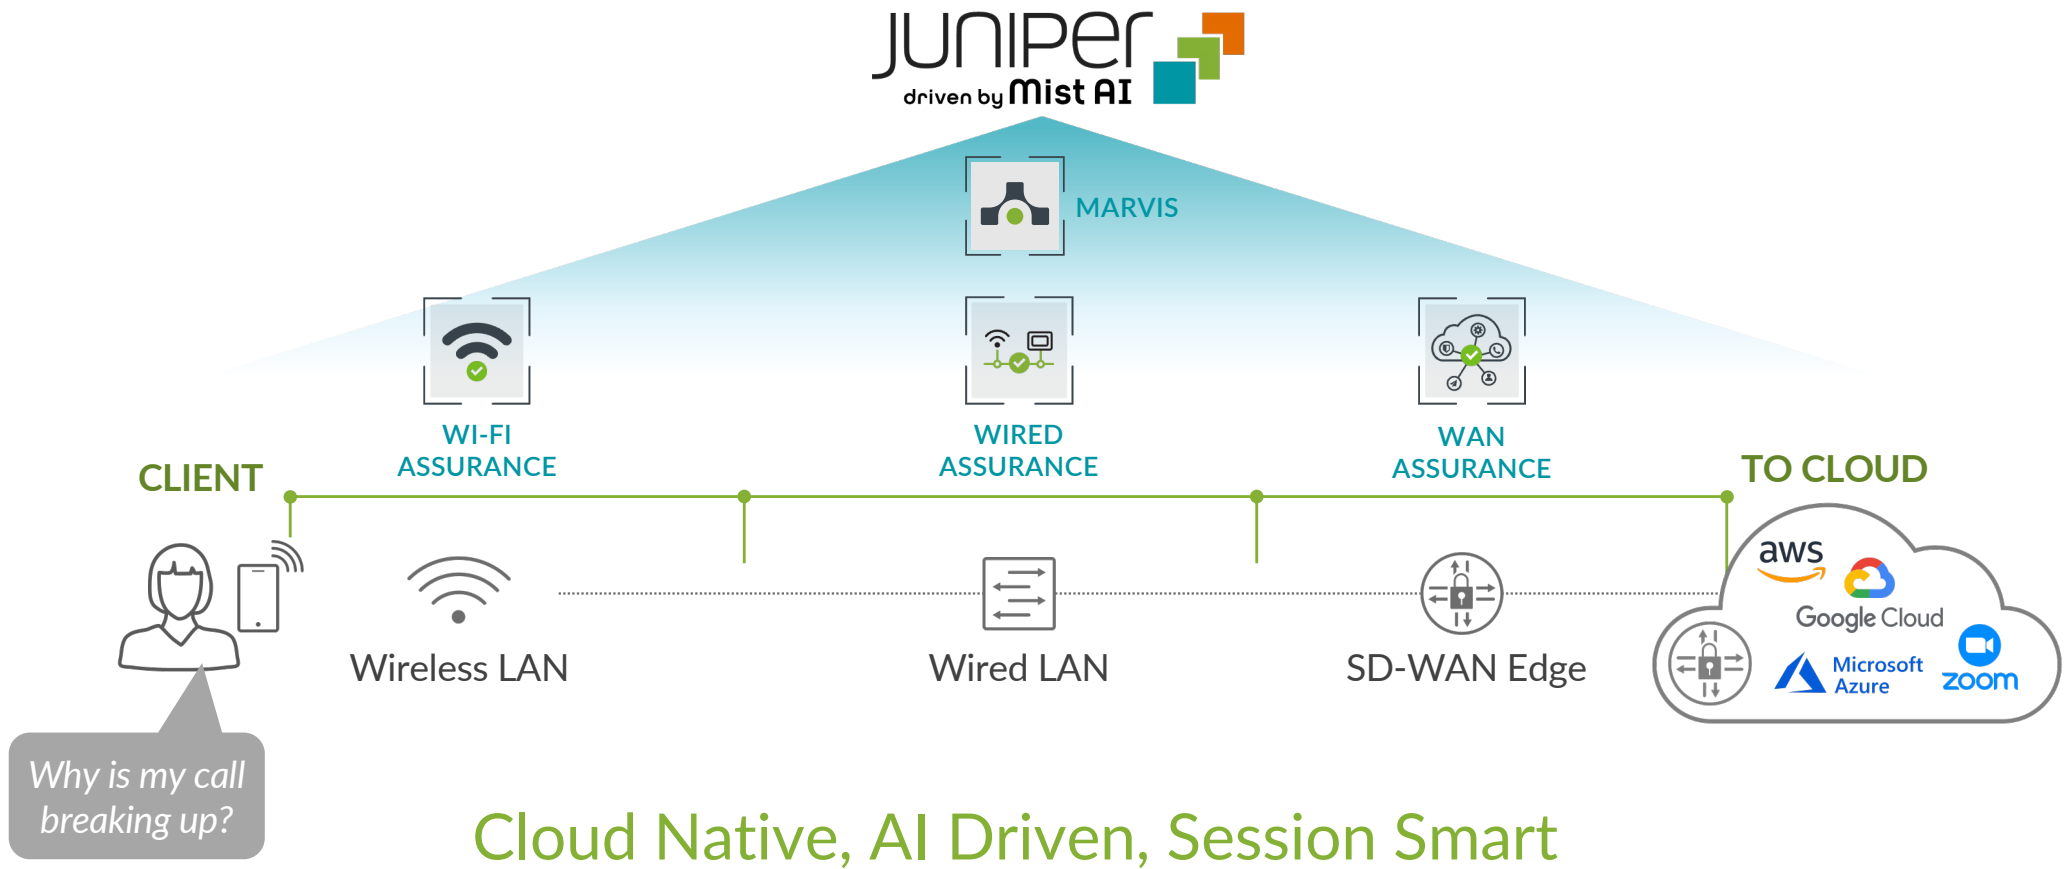 Juniper
driven by Mist AI
MARVIS
WI-FI
ASSURANCE
WIRED
ASSURANCE
WAN
ASSURANCE
CLIENT
TO CLOUD
aws
Google Cloud
Microsoft
Azure
zoom
Wireless LAN
Wired LAN
SD-WAN Edge
Why is my call
breaking up?
Cloud Native, AI Driven, Session Smart